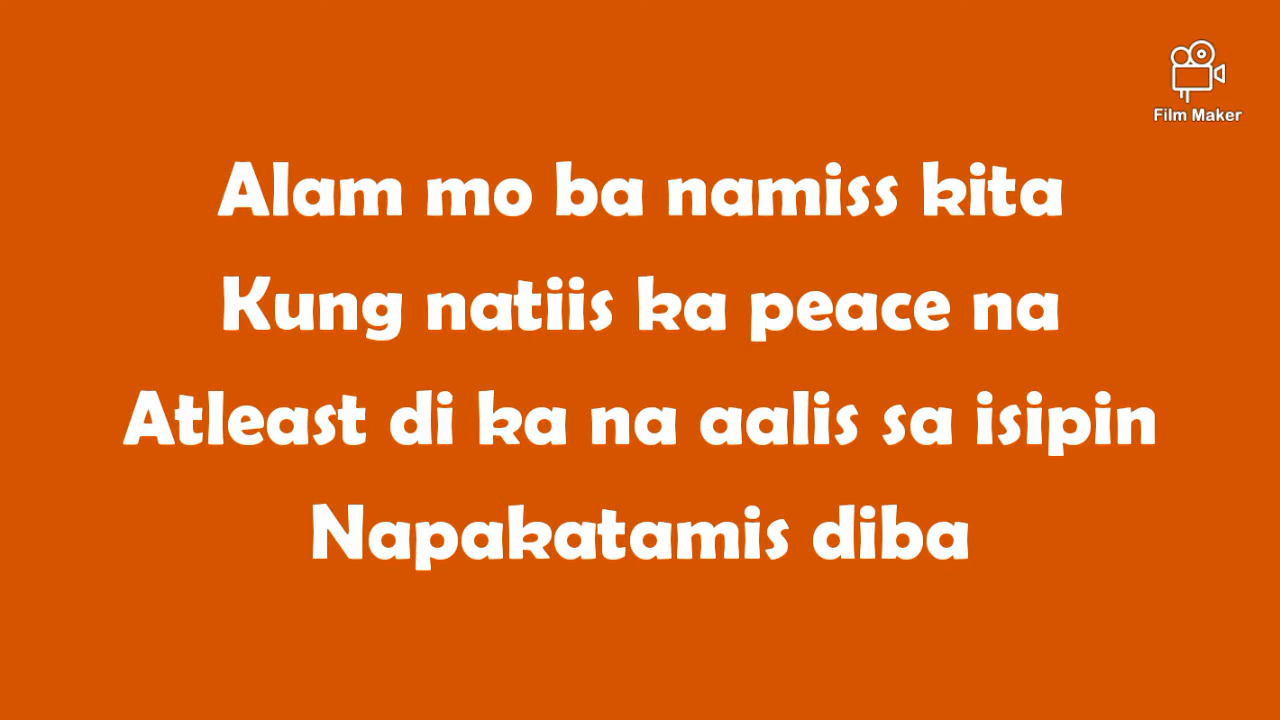 Film Maker
Alam mo ba namiss kita
Kung natiis ka peace na
Atleast di ka na aalis sa isipin
Napakatamis diba